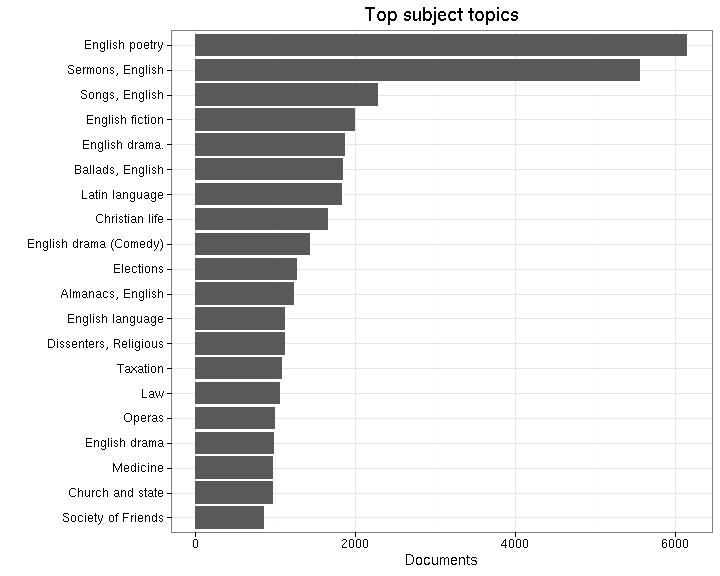 Top subject topics
English poetry
Sermons, English
Songs, English
English fiction
English drama.
Ballads, English
Latin language
Christian life
English drama (Comedy)
Elections
Almanacs, English
English language
Dissenters, Religious
Taxation
Law
Operas
English drama
Medicine
Church and state
Society of Friends
0 2000 4000 6000
Documents